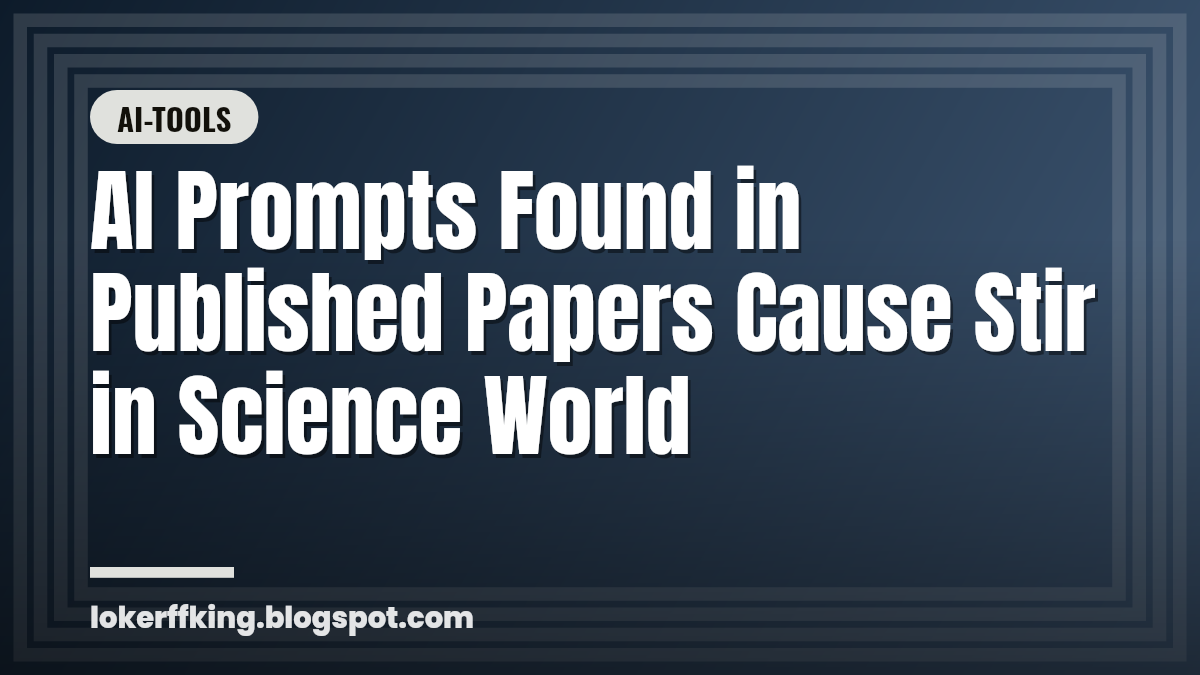 AI-TOOLS
AI Prompts Found in
Published Papers Cause Stir
in Science World
lokerffking.blogspot.com